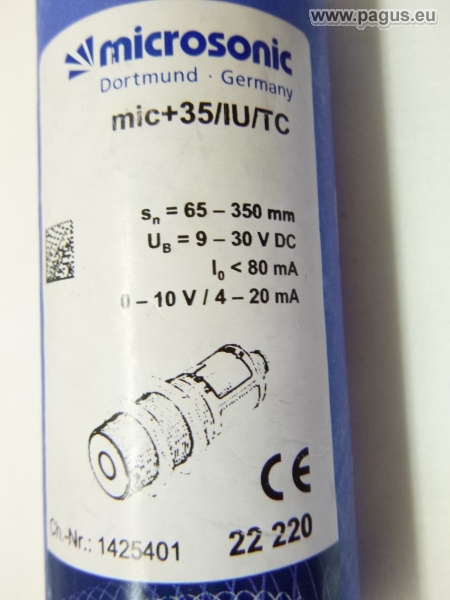 www.pagus.eu
microsonic
Dortmund · Germany
mic+35/IU/TC
sₙ = 65 – 350 mm
U_B = 9 – 30 V DC
I₀ < 80 mA
0 – 10 V / 4 – 20 mA
CE
Ch.-Nr.: 1425401
22 220